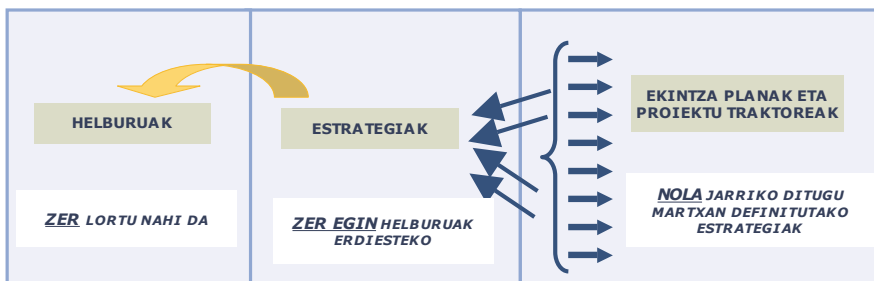 HELBURUAK
ZER LORTU NAHI DA
ESTRATEGIAK
ZER EGIN HELBURUAK
ERDIESTEKO
EKINTZA PLANAK ETA
PROIEKTU TRAKTOREAK
NOLA JARRIKO DITUGU
MARTXAN DEFINITUTAKO
ESTRATEGIAK